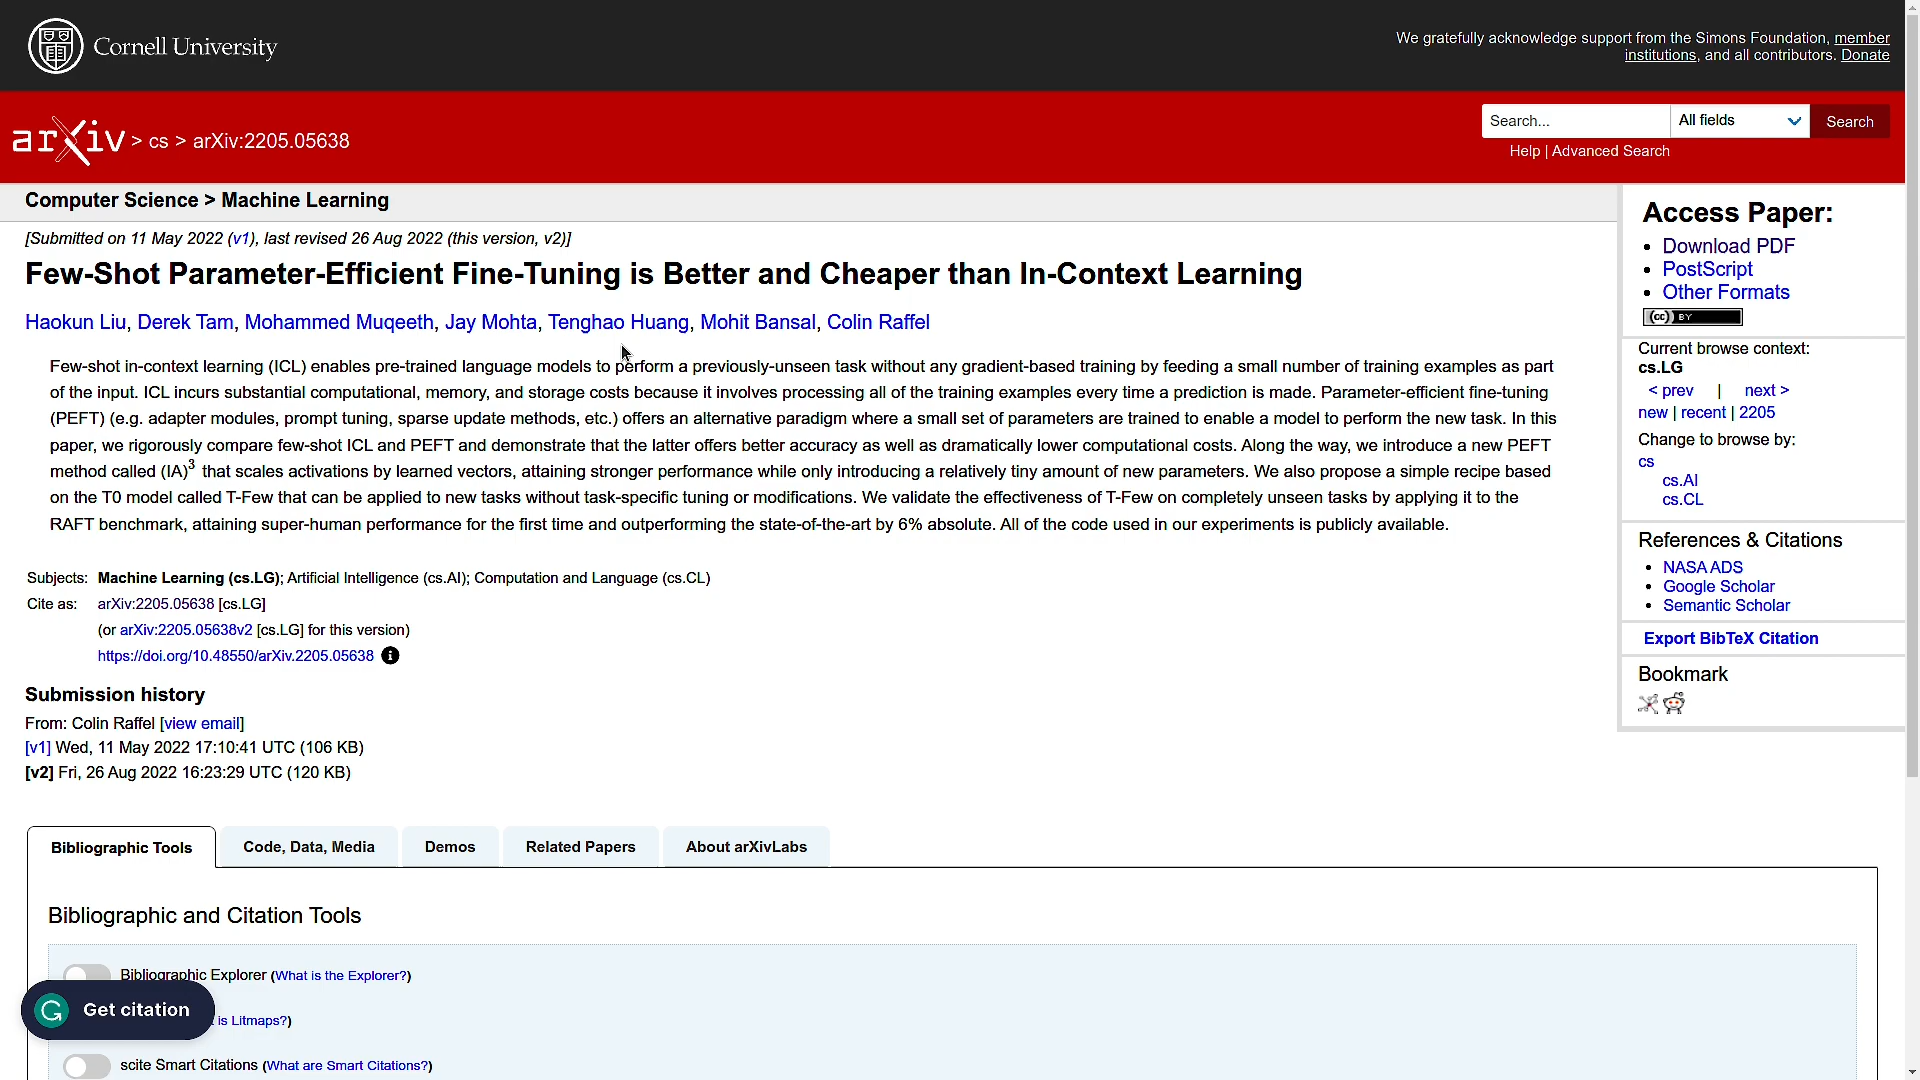 Cornell University
We gratefully acknowledge support from the Simons Foundation, member
institutions, and all contributors. Donate
arXiv > cs > arXiv:2205.05638
Search...
All fields
Search
Help | Advanced Search
Computer Science > Machine Learning
[Submitted on 11 May 2022 (v1), last revised 26 Aug 2022 (this version, v2)]
Few-Shot Parameter-Efficient Fine-Tuning is Better and Cheaper than In-Context Learning
Haokun Liu, Derek Tam, Mohammed Muqeeth, Jay Mohta, Tenghao Huang, Mohit Bansal, Colin Raffel
Few-shot in-context learning (ICL) enables pre-trained language models to perform a previously-unseen task without any gradient-based training by feeding a small number of training examples as part
of the input. ICL incurs substantial computational, memory, and storage costs because it involves processing all of the training examples every time a prediction is made. Parameter-efficient fine-tuning
(PEFT) (e.g. adapter modules, prompt tuning, sparse update methods, etc.) offers an alternative paradigm where a small set of parameters are trained to enable a model to perform the new task. In this
paper, we rigorously compare few-shot ICL and PEFT and demonstrate that the latter offers better accuracy as well as dramatically lower computational costs. Along the way, we introduce a new PEFT
method called (IA)³ that scales activations by learned vectors, attaining stronger performance while only introducing a relatively tiny amount of new parameters. We also propose a simple recipe based
on the T0 model called T-Few that can be applied to new tasks without task-specific tuning or modifications. We validate the effectiveness of T-Few on completely unseen tasks by applying it to the
RAFT benchmark, attaining super-human performance for the first time and outperforming the state-of-the-art by 6% absolute. All of the code used in our experiments is publicly available.
Subjects: Machine Learning (cs.LG); Artificial Intelligence (cs.AI); Computation and Language (cs.CL)
Cite as: arXiv:2205.05638 [cs.LG]
(or arXiv:2205.05638v2 [cs.LG] for this version)
https://doi.org/10.48550/arXiv.2205.05638
Submission history
From: Colin Raffel [view email]
[v1] Wed, 11 May 2022 17:10:41 UTC (106 KB)
[v2] Fri, 26 Aug 2022 16:23:29 UTC (120 KB)
Access Paper:
Download PDF
PostScript
Other Formats
(cc) BY
Current browse context:
cs.LG
< prev | next >
new | recent | 2205
Change to browse by:
cs
cs.AI
cs.CL
References & Citations
NASA ADS
Google Scholar
Semantic Scholar
Export BibTeX Citation
Bookmark
Bibliographic Tools
Code, Data, Media
Demos
Related Papers
About arXivLabs
Bibliographic and Citation Tools
Bibliographic Explorer (What is the Explorer?)
Get citation
is Litmaps?)
scite Smart Citations (What are Smart Citations?)